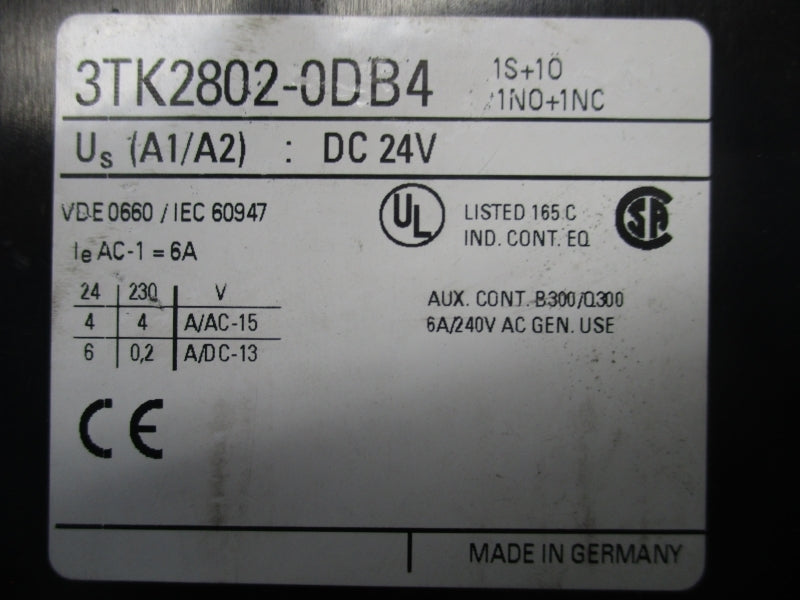 3TK2802-0DB4
1S+1Ö
1NO+1NC
Us (A1/A2) : DC 24V
VDE 0660 / IEC 60947
Ie AC-1 = 6A
UL
LISTED 165 C
IND. CONT. EQ
SA
24 230 V
4 4 A/AC-15
6 0,2 A/DC-13
AUX. CONT. B300/Q300
6A/240V AC GEN. USE
CE
MADE IN GERMANY